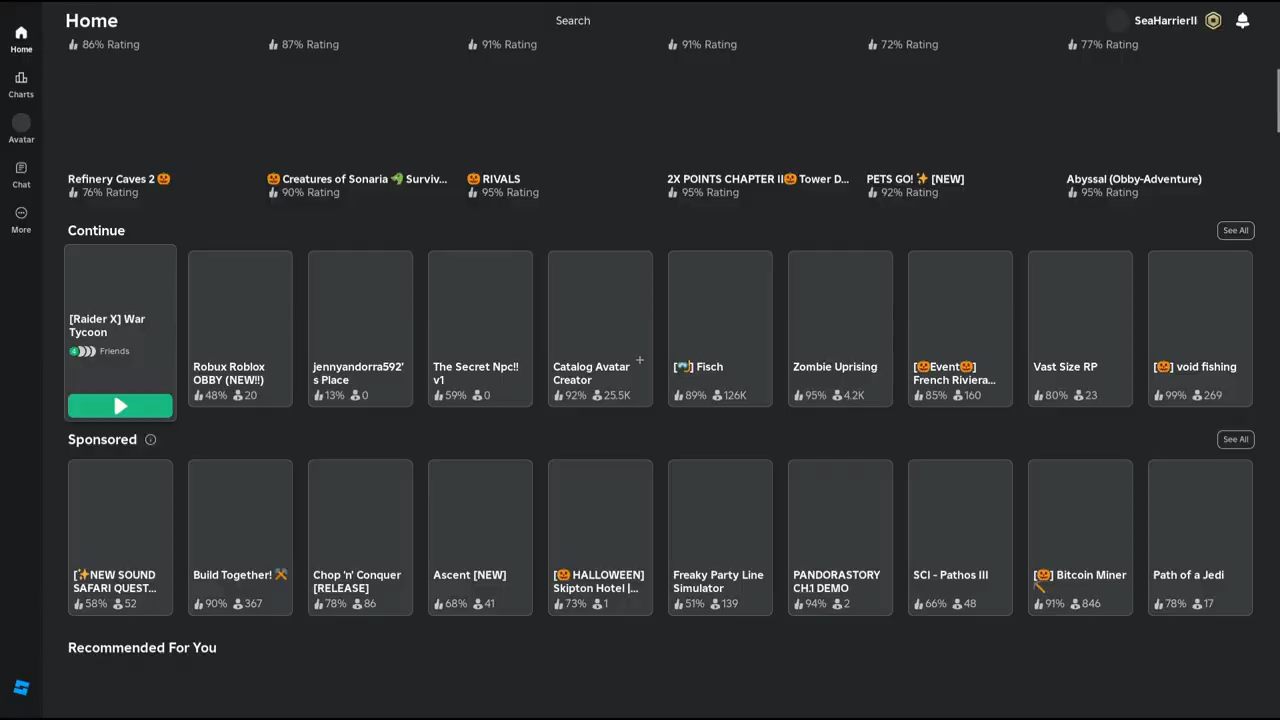 Home
Search
SeaHarrierII
Home
Charts
Avatar
Chat
More
86% Rating
87% Rating
91% Rating
91% Rating
72% Rating
77% Rating
Refinery Caves 2 🎃
🎃 Creatures of Sonaria 🐲 Surviv...
🎃 RIVALS
2X POINTS CHAPTER II🎃 Tower D...
PETS GO! ✨ [NEW]
Abyssal (Obby-Adventure)
76% Rating
90% Rating
95% Rating
95% Rating
92% Rating
95% Rating
Continue
See All
[Raider X] War
Tycoon
4
Friends
Robux Roblox
OBBY (NEW!!)
48% 20
jennyandorra592'
s Place
13% 0
The Secret Npc!!
v1
59% 0
Catalog Avatar
Creator
92% 25.5K
[🤿] Fisch
89% 126K
Zombie Uprising
95% 4.2K
[🎃Event🎃]
French Riviera...
85% 160
Vast Size RP
80% 23
[🎃] void fishing
99% 269
Sponsored
See All
[✨NEW SOUND
SAFARI QUEST...
58% 52
Build Together! ⚒️
90% 367
Chop 'n' Conquer
[RELEASE]
78% 86
Ascent [NEW]
68% 41
[🎃 HALLOWEEN]
Skipton Hotel |...
73% 1
Freaky Party Line
Simulator
51% 139
PANDORASTORY
CH.1 DEMO
94% 2
SCI - Pathos III
66% 48
[🎃] Bitcoin Miner
⛏️
91% 846
Path of a Jedi
78% 17
Recommended For You